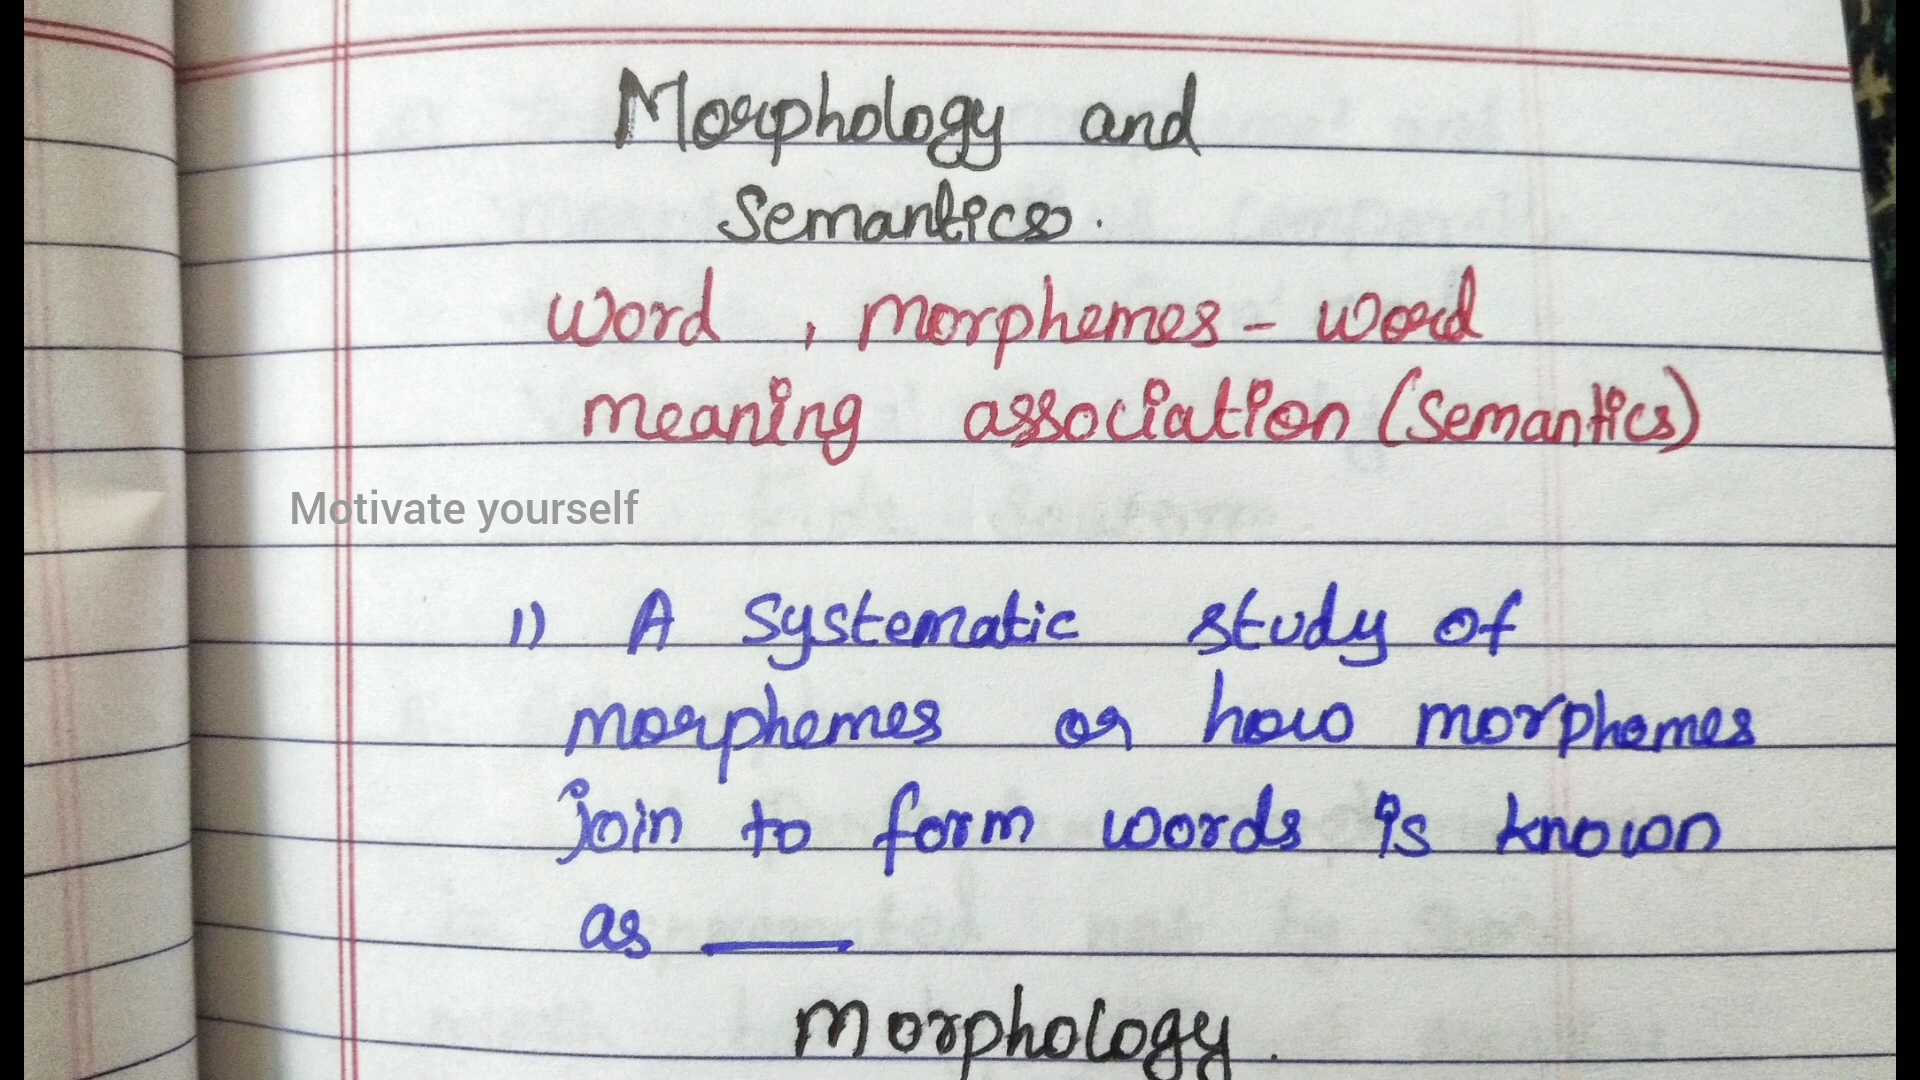 Morphology and
Semantics.
word , morphemes - word
meaning association (Semantics)
Motivate yourself
1) A systematic study of
morphemes or how morphemes
join to form words is known
as ____
Morphology.